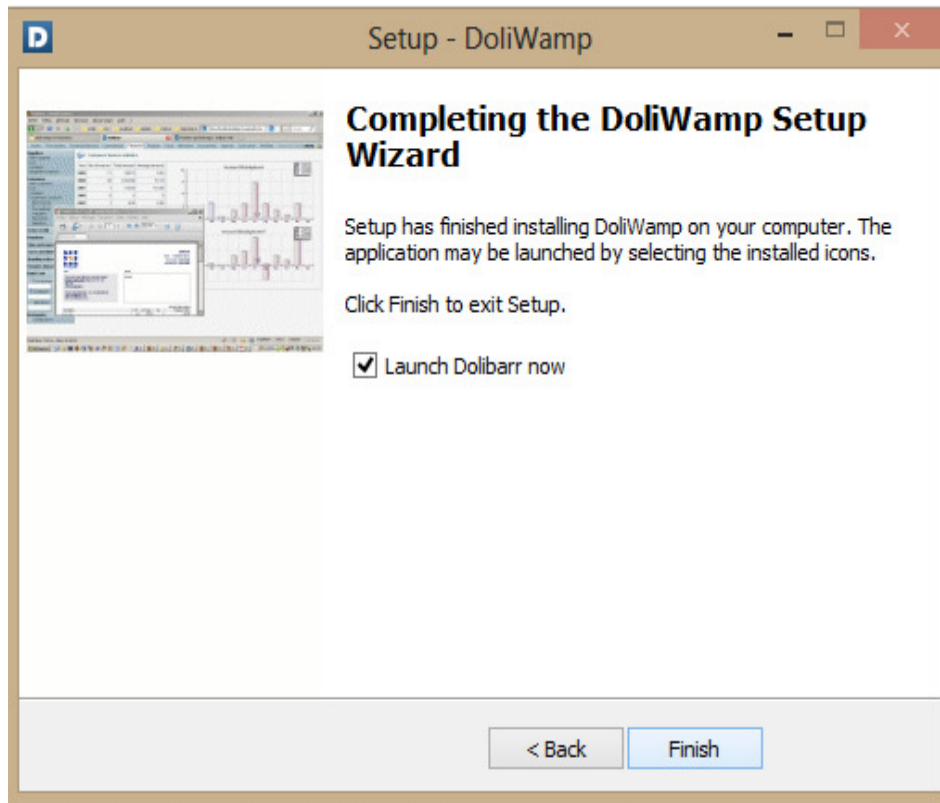 D
Setup - DoliWamp
Completing the DoliWamp Setup
Wizard
Setup has finished installing DoliWamp on your computer. The
application may be launched by selecting the installed icons.
Click Finish to exit Setup.
Launch Dolibarr now
< Back
Finish